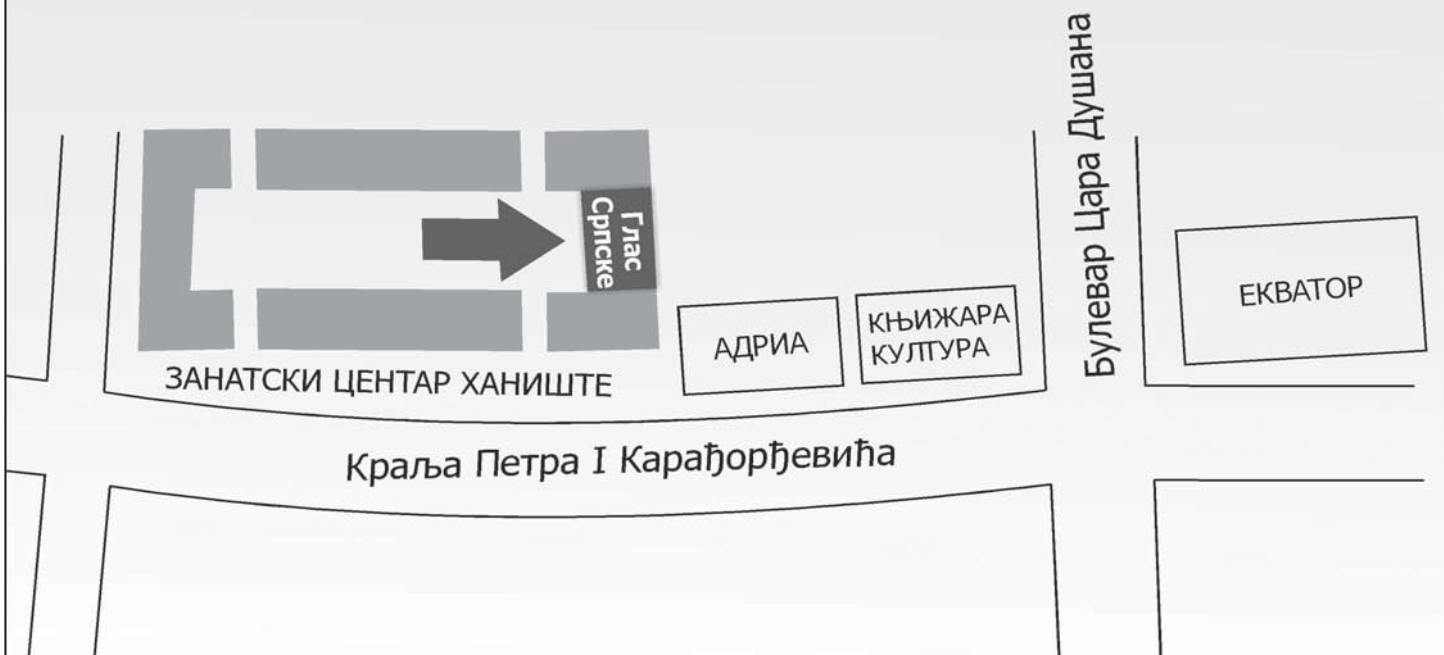 Булевар Цара Душана
Глас
Српске
ЕКВАТОР
КЊИЖАРА
КУЛТУРА
АДРИА
ЗАНАТСКИ ЦЕНТАР ХАНИШТЕ
Краља Петра I Карађорђевића